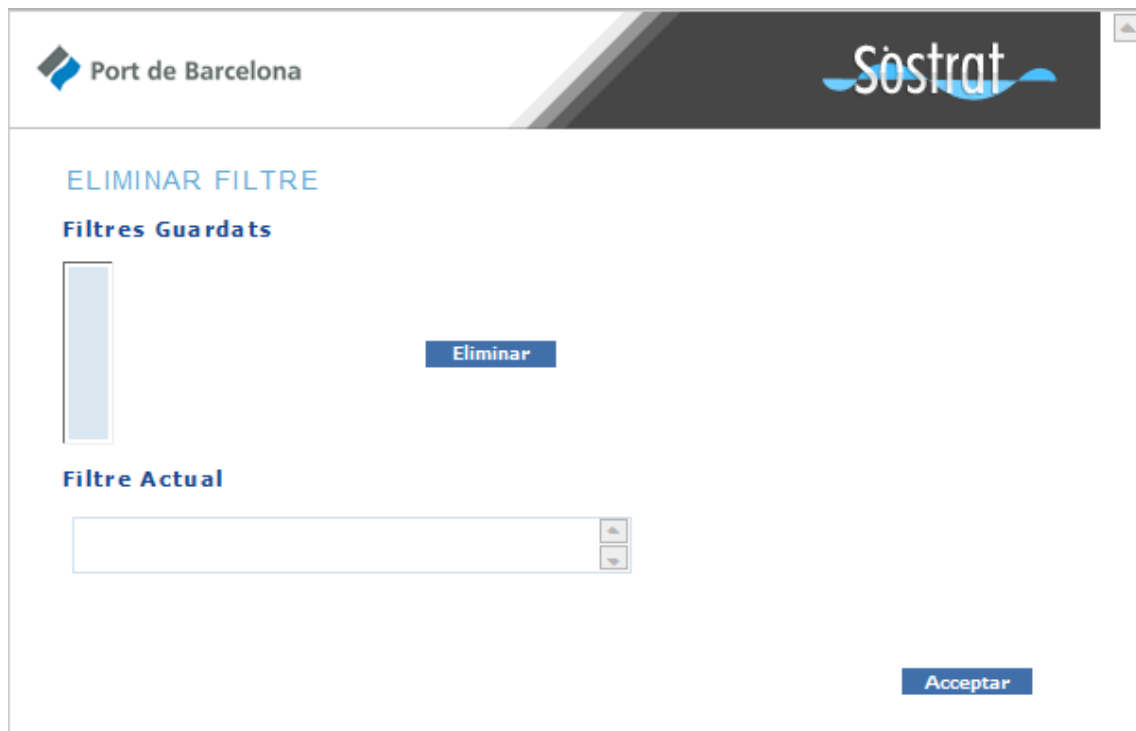 Port de Barcelona
Sòstrat
ELIMINAR FILTRE
Filtres Guardats
Eliminar
Filtre Actual
Acceptar